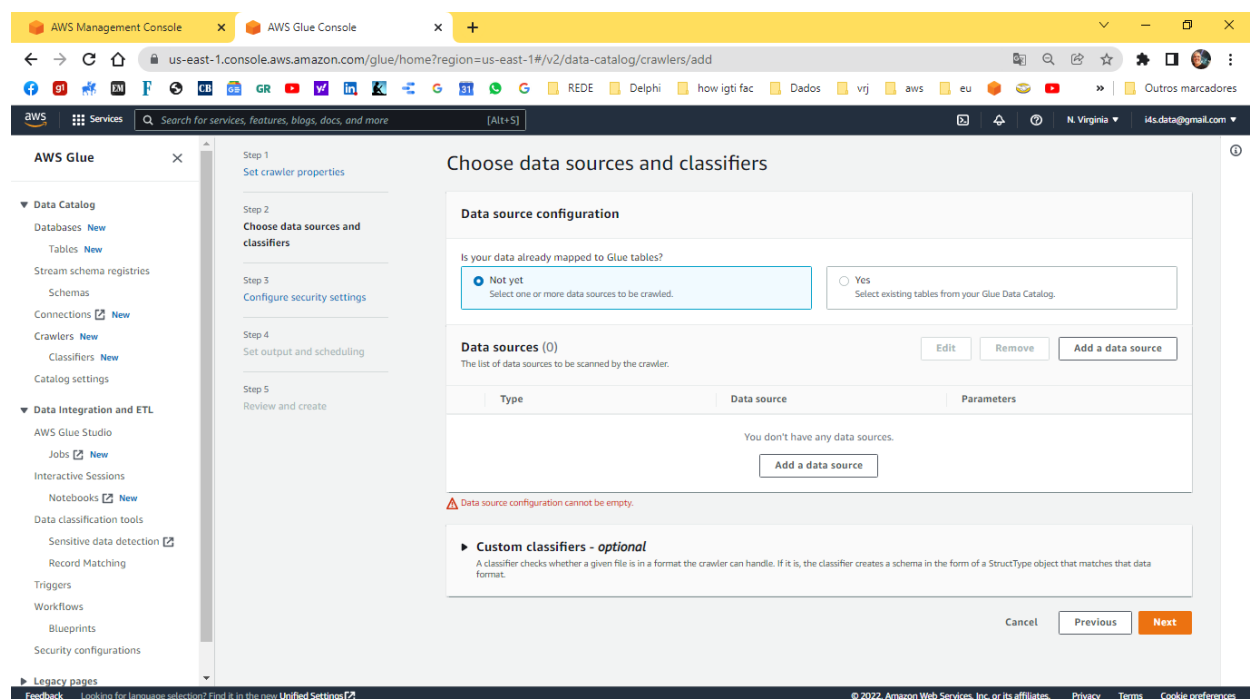 AWS Management Console
AWS Glue Console
us-east-1.console.aws.amazon.com/glue/home?region=us-east-1#/v2/data-catalog/crawlers/add
g1
EM
F
CB
GE
GR
G
31
G
REDE
Delphi
how igti fac
Dados
vrj
aws
eu
»
Outros marcadores
aws
Services
Search for services, features, blogs, docs, and more
[Alt+S]
N. Virginia
i4s.data@gmail.com
AWS Glue
Data Catalog
Databases New
Tables New
Stream schema registries
Schemas
Connections New
Crawlers New
Classifiers New
Catalog settings
Data Integration and ETL
AWS Glue Studio
Jobs New
Interactive Sessions
Notebooks New
Data classification tools
Sensitive data detection
Record Matching
Triggers
Workflows
Blueprints
Security configurations
Legacy pages
Step 1
Set crawler properties
Step 2
Choose data sources and
classifiers
Step 3
Configure security settings
Step 4
Set output and scheduling
Step 5
Review and create
Choose data sources and classifiers
Data source configuration
Is your data already mapped to Glue tables?
Not yet
Select one or more data sources to be crawled.
Yes
Select existing tables from your Glue Data Catalog.
Data sources (0)
The list of data sources to be scanned by the crawler.
Edit
Remove
Add a data source
Type
Data source
Parameters
You don't have any data sources.
Add a data source
Data source configuration cannot be empty.
Custom classifiers - optional
A classifier checks whether a given file is in a format the crawler can handle. If it is, the classifier creates a schema in the form of a StructType object that matches that data
format.
Cancel
Previous
Next
Feedback
Looking for language selection? Find it in the new Unified Settings
© 2022, Amazon Web Services, Inc. or its affiliates.
Privacy
Terms
Cookie preferences